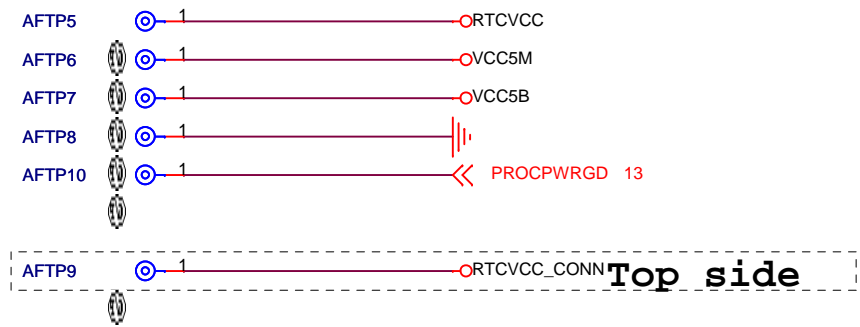 AFTP5 1 RTCVCC
AFTP6 1 VCC5M
AFTP7 1 VCC5B
AFTP8 1
AFTP10 1 PROCPWRGD 13
AFTP9 1 RTCVCC_CONN Top side